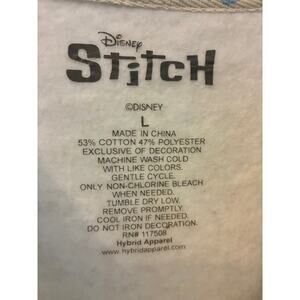 Disney
StitcH
©DISNEY
L
MADE IN CHINA
53% COTTON 47% POLYESTER
EXCLUSIVE OF DECORATION
MACHINE WASH COLD
WITH LIKE COLORS.
GENTLE CYCLE.
ONLY NON-CHLORINE BLEACH
WHEN NEEDED.
TUMBLE DRY LOW.
REMOVE PROMPTLY.
COOL IRON IF NEEDED.
DO NOT IRON DECORATION.
RN# 117508
Hybrid Apparel
www.hybridapparel.com